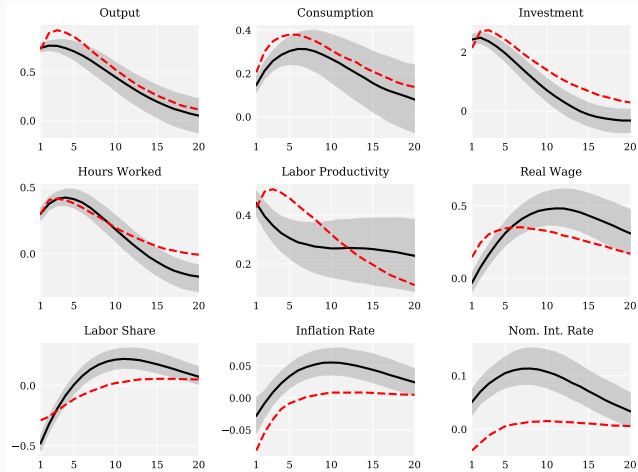 Output
Consumption
Investment
0.5
0.0
1 5 10 15 20
0.4
0.2
0.0
1 5 10 15 20
2
0
1 5 10 15 20
Hours Worked
Labor Productivity
Real Wage
0.5
0.0
1 5 10 15 20
0.4
0.2
1 5 10 15 20
0.5
0.0
1 5 10 15 20
Labor Share
Inflation Rate
Nom. Int. Rate
0.0
−0.5
1 5 10 15 20
0.05
0.00
−0.05
1 5 10 15 20
0.1
0.0
1 5 10 15 20